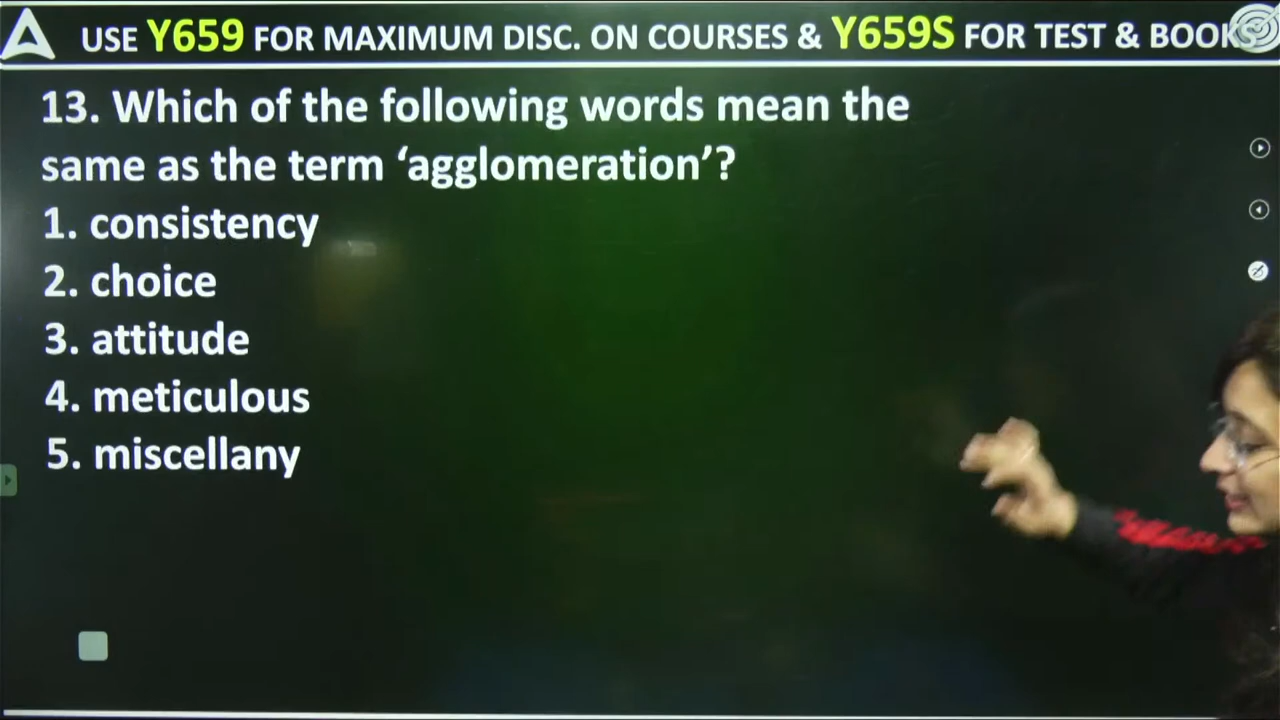 USE Y659 FOR MAXIMUM DISC. ON COURSES & Y659S FOR TEST & BOOKS
13. Which of the following words mean the
same as the term ‘agglomeration’?
1. consistency
2. choice
3. attitude
4. meticulous
5. miscellany